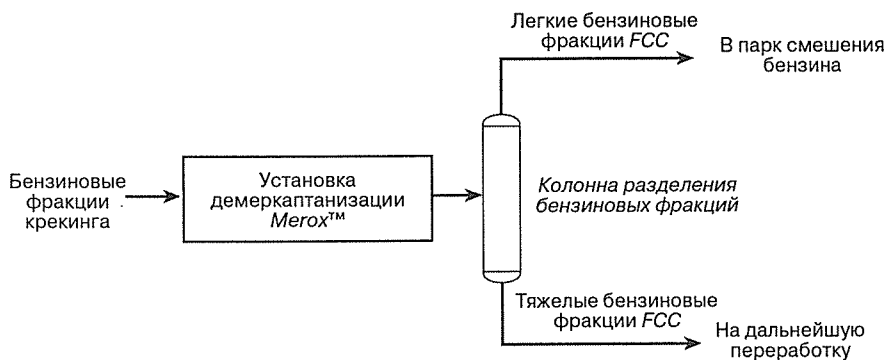 Легкие бензиновые
фракции FCC
В парк смешения
бензина
Бензиновые
фракции
крекинга
Установка
демеркаптанизации
Merox™
Колонна разделения
бензиновых фракций
Тяжелые бензиновые
фракции FCC
На дальнейшую
переработку